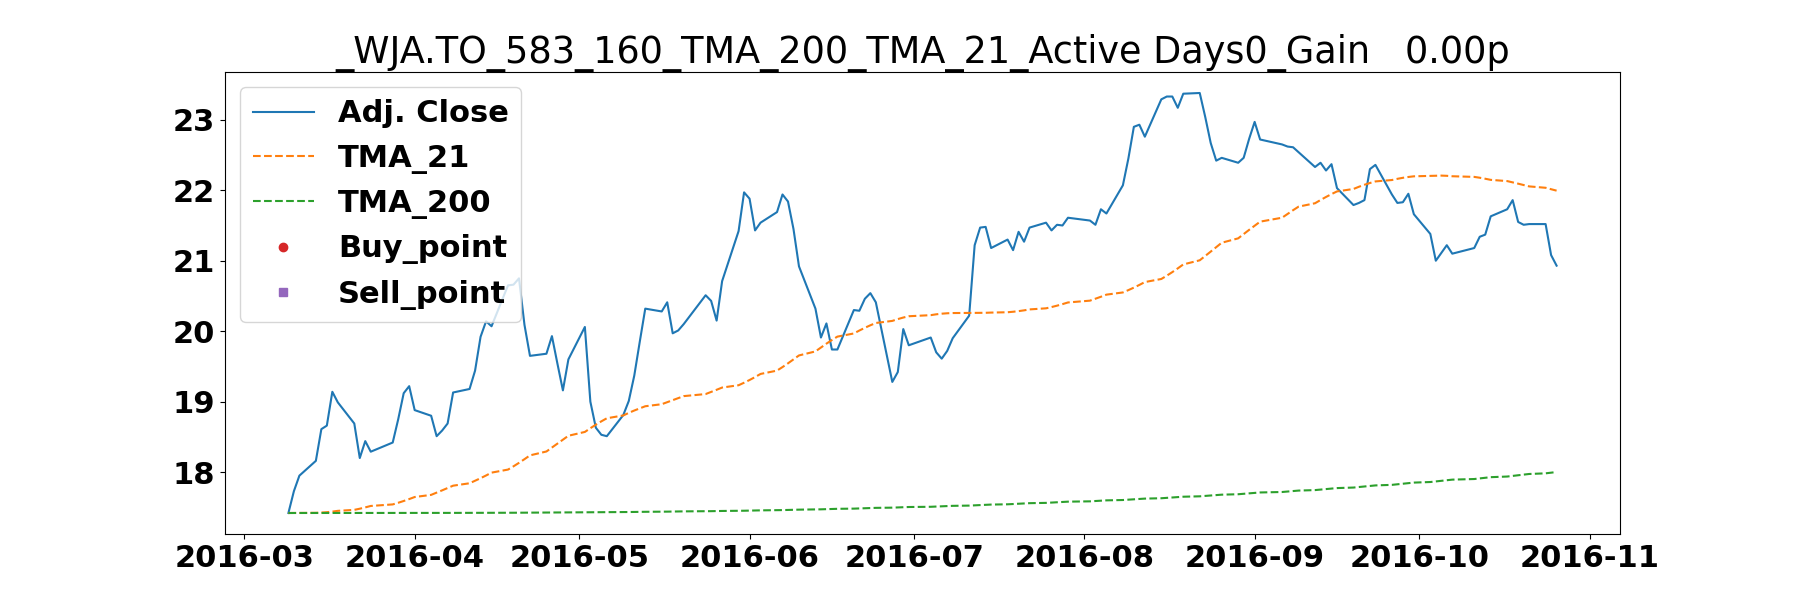 _WJA.TO_583_160_TMA_200_TMA_21_Active Days0_Gain   0.00p
Adj. Close
TMA_21
TMA_200
Buy_point
Sell_point
23
22
21
20
19
18
2016-03 2016-04 2016-05 2016-06 2016-07 2016-08 2016-09 2016-10 2016-11